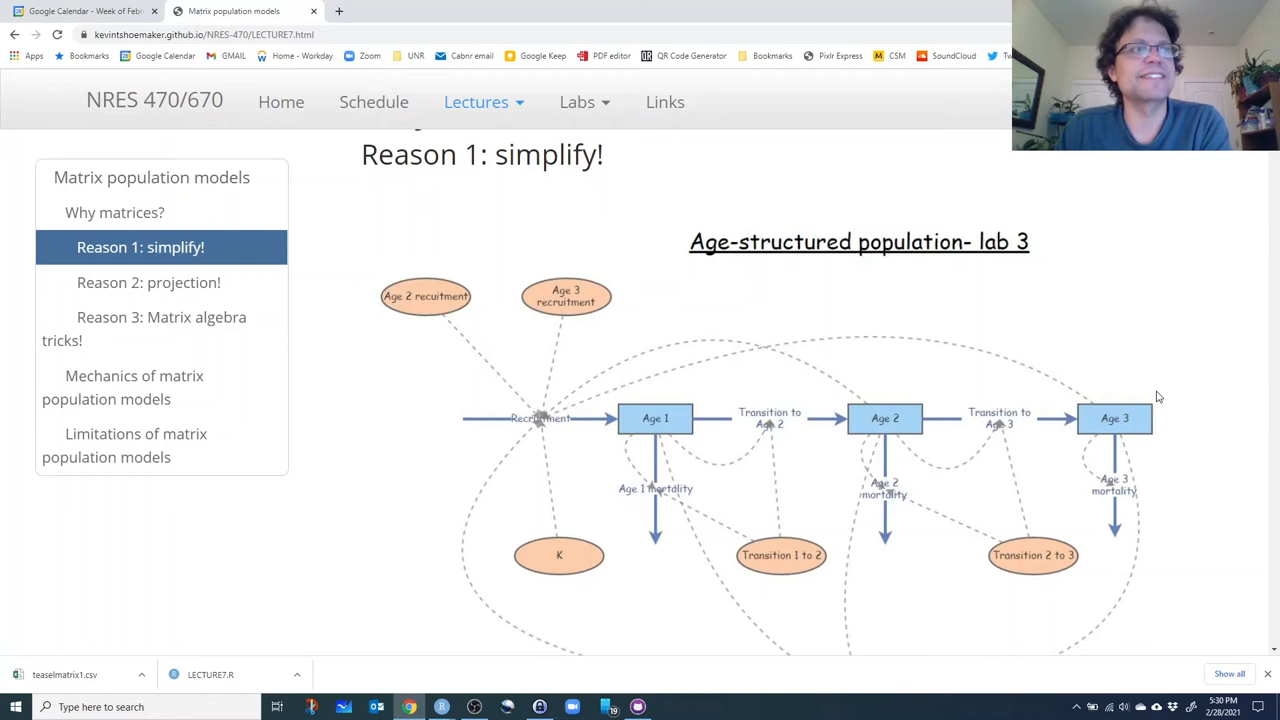 Google Calendar - Week of Febru
Matrix population models
kevintshoemaker.github.io/NRES-470/LECTURE7.html
Apps
Bookmarks
Google Calendar
GMAIL
Home - Workday
Zoom
UNR
Cabnr email
Google Keep
PDF editor
QR Code Generator
Bookmarks
Pixlr Express
CSM
SoundCloud
Twb
NRES 470/670
Home
Schedule
Lectures
Labs
Links
Matrix population models
Why matrices?
Reason 1: simplify!
Reason 2: projection!
Reason 3: Matrix algebra
tricks!
Mechanics of matrix
population models
Limitations of matrix
population models
Reason 1: simplify!
Age-structured population- lab 3
Age 2 recuitment
Age 3
recruitment
Recruitment
Age 1
Transition to
Age 2
Age 2
Transition to
Age 3
Age 3
Age 1 mortality
Age 2
mortality
Age 3
mortality
K
Transition 1 to 2
Transition 2 to 3
teaselmatrix1.csv
LECTURE7.R
Show all
Type here to search
19
5:30 PM
2/28/2021